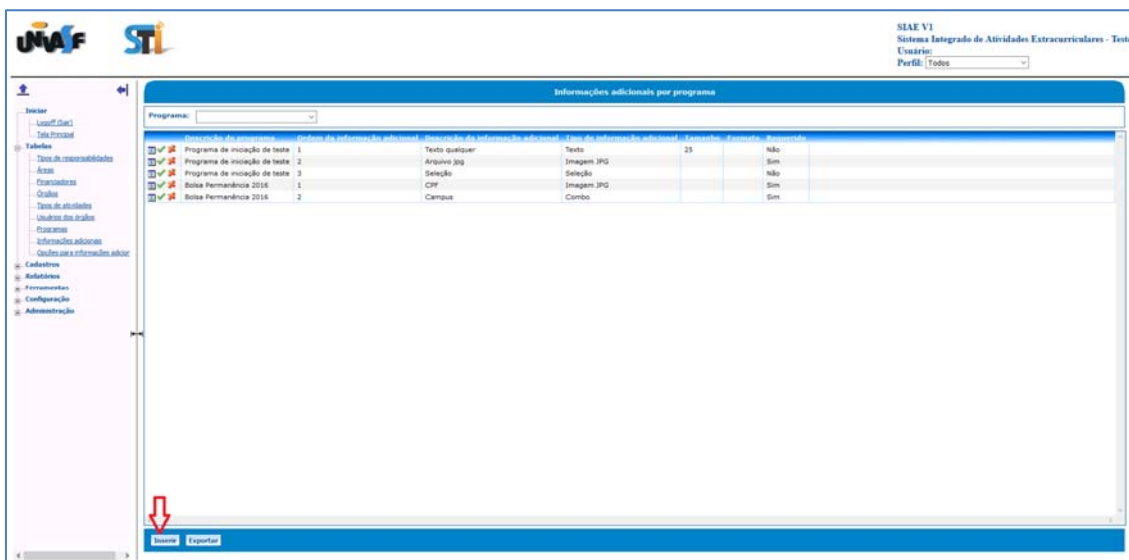 UNIVASF STI
SIAE V1
Sistema Integrado de Atividades Extracurriculares - Teste
Usuário:
Perfil: Todos
Informações adicionais por programa
Programa:
Iniciar
Logoff (Sair)
Tela Principal
Tabelas
Tipos de responsabilidades
Áreas
Financiadores
Órgãos
Tipos de atividades
Usuários dos órgãos
Programas
Informações adicionais
Opções para informações adicior
Cadastros
Relatórios
Ferramentas
Configuração
Administração
Descrição do programa Ordem da informação adicional Descrição da informação adicional Tipo de informação adicional Tamanho Formato Requerido
Programa de iniciação de teste 1 Texto qualquer Texto 25 Não
Programa de iniciação de teste 2 Arquivo jpg Imagem JPG Sim
Programa de iniciação de teste 3 Seleção Seleção Não
Bolsa Permanência 2016 1 CPF Imagem JPG Sim
Bolsa Permanência 2016 2 Campus Combo Sim
Inserir Exportar